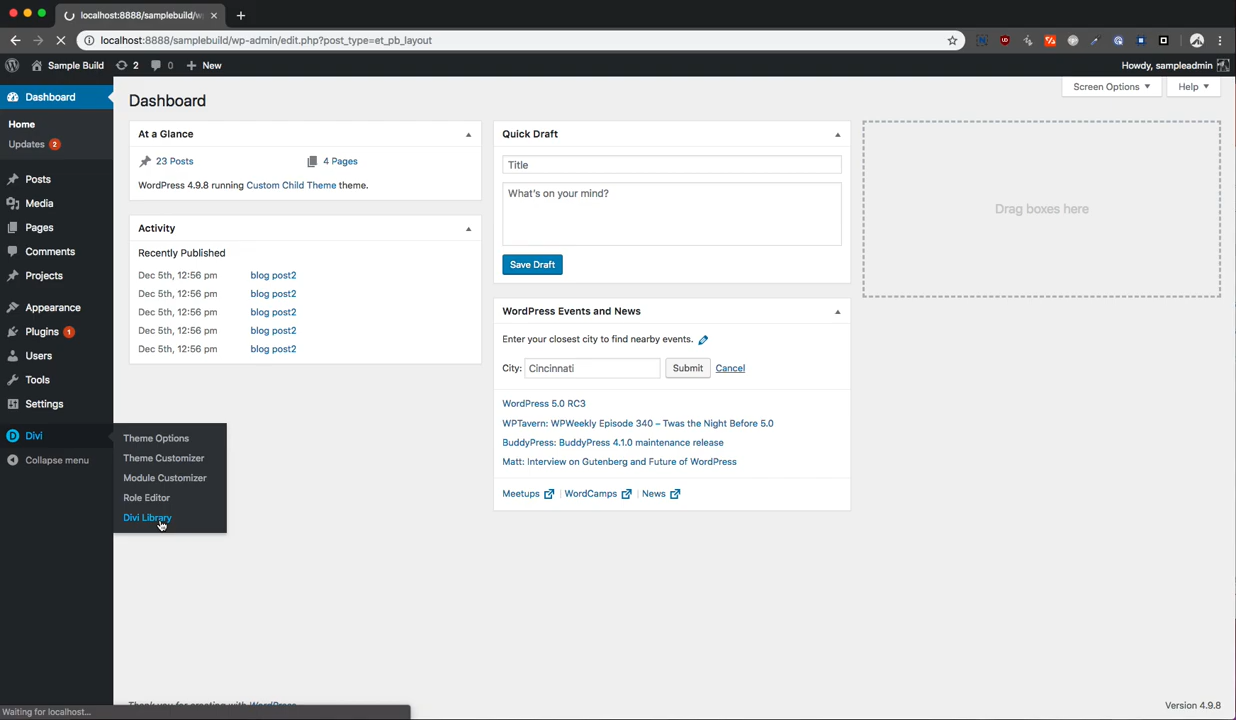 localhost:8888/samplebuild/w
localhost:8888/samplebuild/wp-admin/edit.php?post_type=et_pb_layout
Sample Build 2 0 New
Howdy, sampleadmin
Screen Options Help
Dashboard
Home
Updates 2
Posts
Media
Pages
Comments
Projects
Appearance
Plugins 1
Users
Tools
Settings
Divi
Collapse menu
Theme Options
Theme Customizer
Module Customizer
Role Editor
Divi Library
Dashboard
At a Glance
23 Posts 4 Pages
WordPress 4.9.8 running Custom Child Theme theme.
Activity
Recently Published
Dec 5th, 12:56 pm blog post2
Dec 5th, 12:56 pm blog post2
Dec 5th, 12:56 pm blog post2
Dec 5th, 12:56 pm blog post2
Dec 5th, 12:56 pm blog post2
Quick Draft
Title
What's on your mind?
Save Draft
WordPress Events and News
Enter your closest city to find nearby events.
City: Cincinnati Submit Cancel
WordPress 5.0 RC3
WPTavern: WPWeekly Episode 340 – Twas the Night Before 5.0
BuddyPress: BuddyPress 4.1.0 maintenance release
Matt: Interview on Gutenberg and Future of WordPress
Meetups | WordCamps | News
Drag boxes here
Thank you for creating with WordPress.
Version 4.9.8
Waiting for localhost...